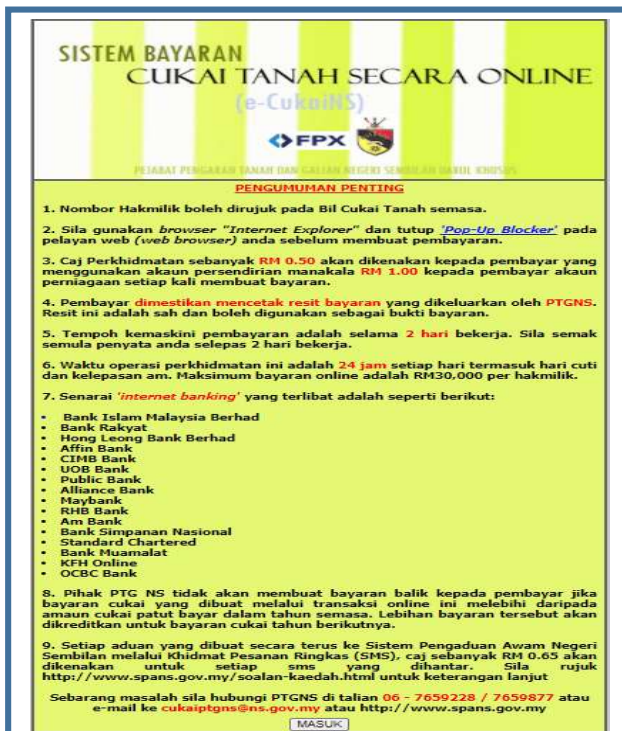 SISTEM BAYARAN
CUKAI TANAH SECARA ONLINE
(e-CukaiNS)
FPX
PEJABAT PENGARAH TANAH DAN GALIAN NEGERI SEMBILAN DARUL KHUSUS
PENGUMUMAN PENTING
1. Nombor Hakmilik boleh dirujuk pada Bil Cukai Tanah semasa.
2. Sila gunakan browser "Internet Explorer" dan tutup 'Pop-Up Blocker' pada
pelayan web (web browser) anda sebelum membuat pembayaran.
3. Caj Perkhidmatan sebanyak RM 0.50 akan dikenakan kepada pembayar yang
menggunakan akaun persendirian manakala RM 1.00 kepada pembayar akaun
perniagaan setiap kali membuat bayaran.
4. Pembayar dimestikan mencetak resit bayaran yang dikeluarkan oleh PTGNS.
Resit ini adalah sah dan boleh digunakan sebagai bukti bayaran.
5. Tempoh kemaskini pembayaran adalah selama 2 hari bekerja. Sila semak
semula penyata anda selepas 2 hari bekerja.
6. Waktu operasi perkhidmatan ini adalah 24 jam setiap hari termasuk hari cuti
dan kelepasan am. Maksimum bayaran online adalah RM30,000 per hakmilik.
7. Senarai 'internet banking' yang terlibat adalah seperti berikut:
• Bank Islam Malaysia Berhad
• Bank Rakyat
• Hong Leong Bank Berhad
• Affin Bank
• CIMB Bank
• UOB Bank
• Public Bank
• Alliance Bank
• Maybank
• RHB Bank
• Am Bank
• Bank Simpanan Nasional
• Standard Chartered
• Bank Muamalat
• KFH Online
• OCBC Bank
8. Pihak PTG NS tidak akan membuat bayaran balik kepada pembayar jika
bayaran cukai yang dibuat melalui transaksi online ini melebihi daripada
amaun cukai patut bayar dalam tahun semasa. Lebihan bayaran tersebut akan
dikreditkan untuk bayaran cukai tahun berikutnya.
9. Setiap aduan yang dibuat secara terus ke Sistem Pengaduan Awam Negeri
Sembilan melalui Khidmat Pesanan Ringkas (SMS), caj sebanyak RM 0.65 akan
dikenakan untuk setiap sms yang dihantar. Sila rujuk
http://www.spans.gov.my/soalan-kaedah.html untuk keterangan lanjut
Sebarang masalah sila hubungi PTGNS di talian 06 - 7659228 / 7659877 atau
e-mail ke cukaiptgns@ns.gov.my atau http://www.spans.gov.my
MASUK